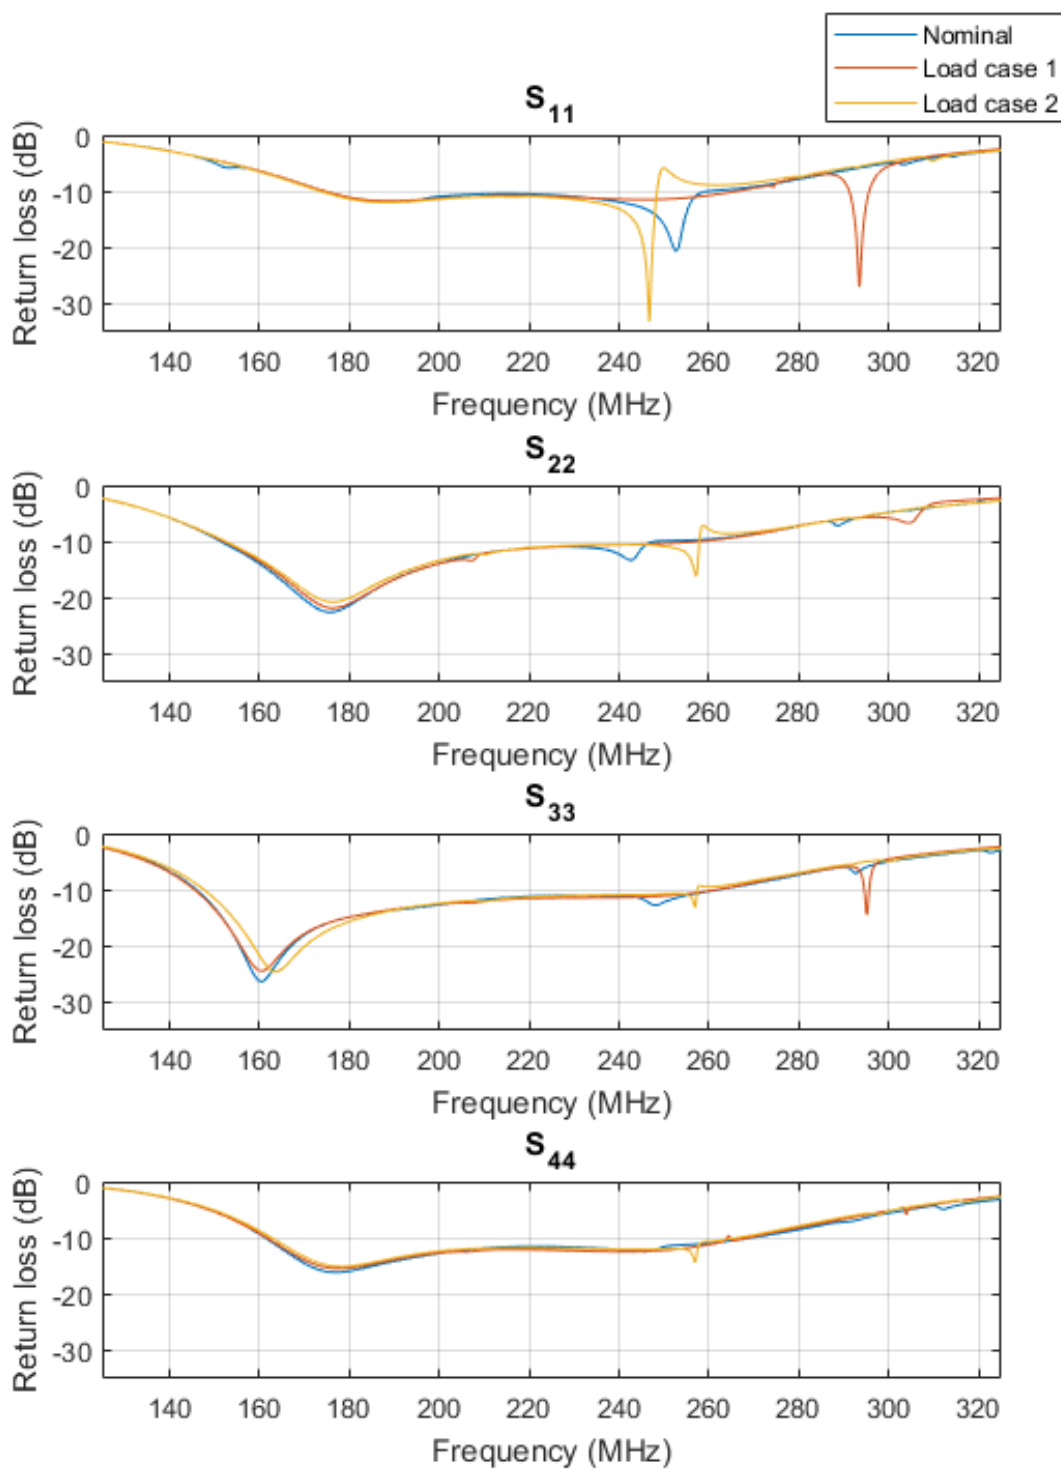 Nominal
Load case 1
Load case 2
S11
Return loss (dB)
0
-10
-20
-30
140 160 180 200 220 240 260 280 300 320
Frequency (MHz)
S22
Return loss (dB)
0
-10
-20
-30
140 160 180 200 220 240 260 280 300 320
Frequency (MHz)
S33
Return loss (dB)
0
-10
-20
-30
140 160 180 200 220 240 260 280 300 320
Frequency (MHz)
S44
Return loss (dB)
0
-10
-20
-30
140 160 180 200 220 240 260 280 300 320
Frequency (MHz)